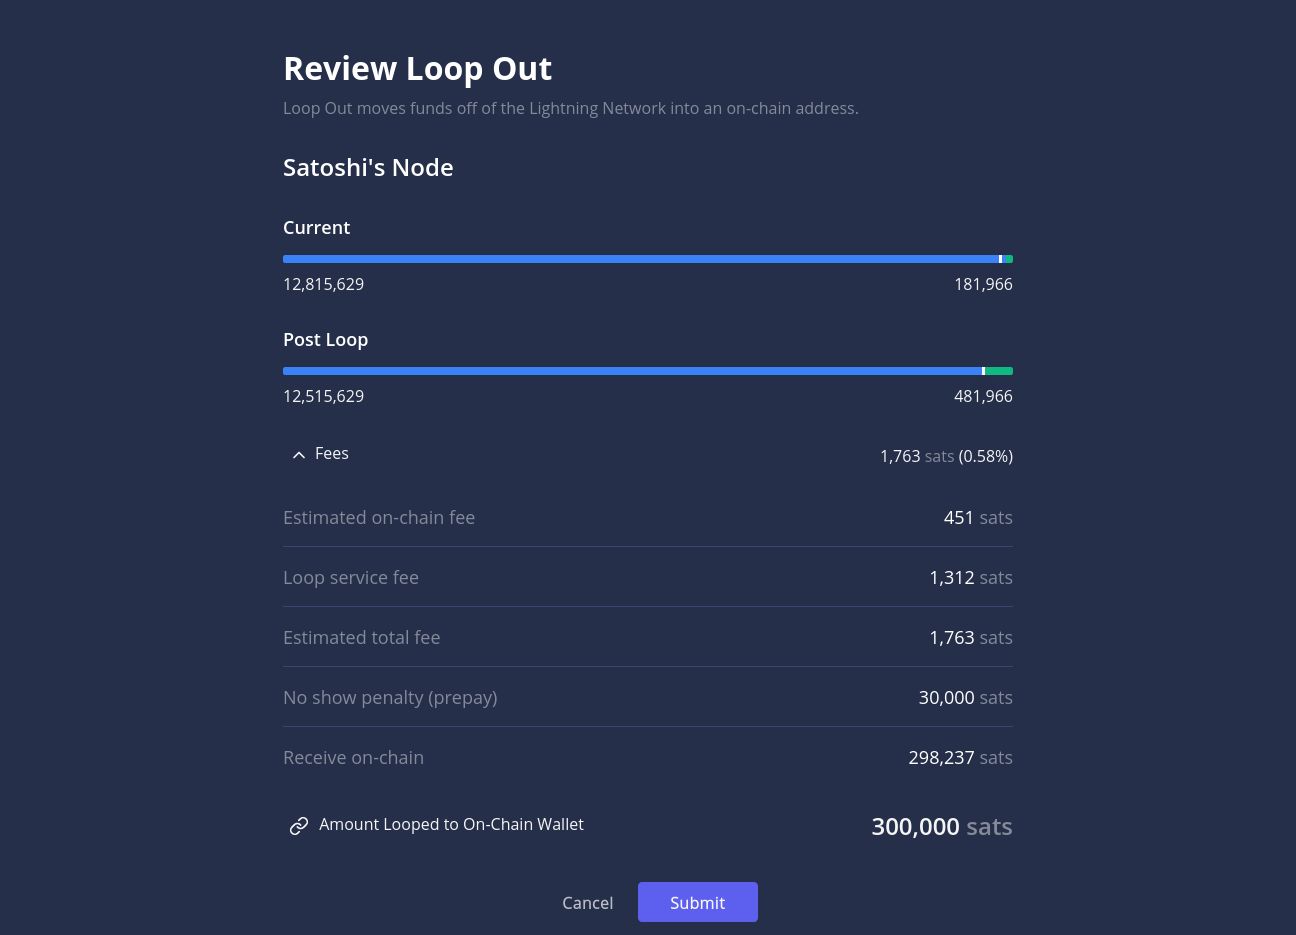 Review Loop Out
Loop Out moves funds off of the Lightning Network into an on-chain address.
Satoshi's Node
Current
12,815,629 181,966
Post Loop
12,515,629 481,966
Fees 1,763 sats (0.58%)
Estimated on-chain fee 451 sats
Loop service fee 1,312 sats
Estimated total fee 1,763 sats
No show penalty (prepay) 30,000 sats
Receive on-chain 298,237 sats
Amount Looped to On-Chain Wallet 300,000 sats
Cancel Submit